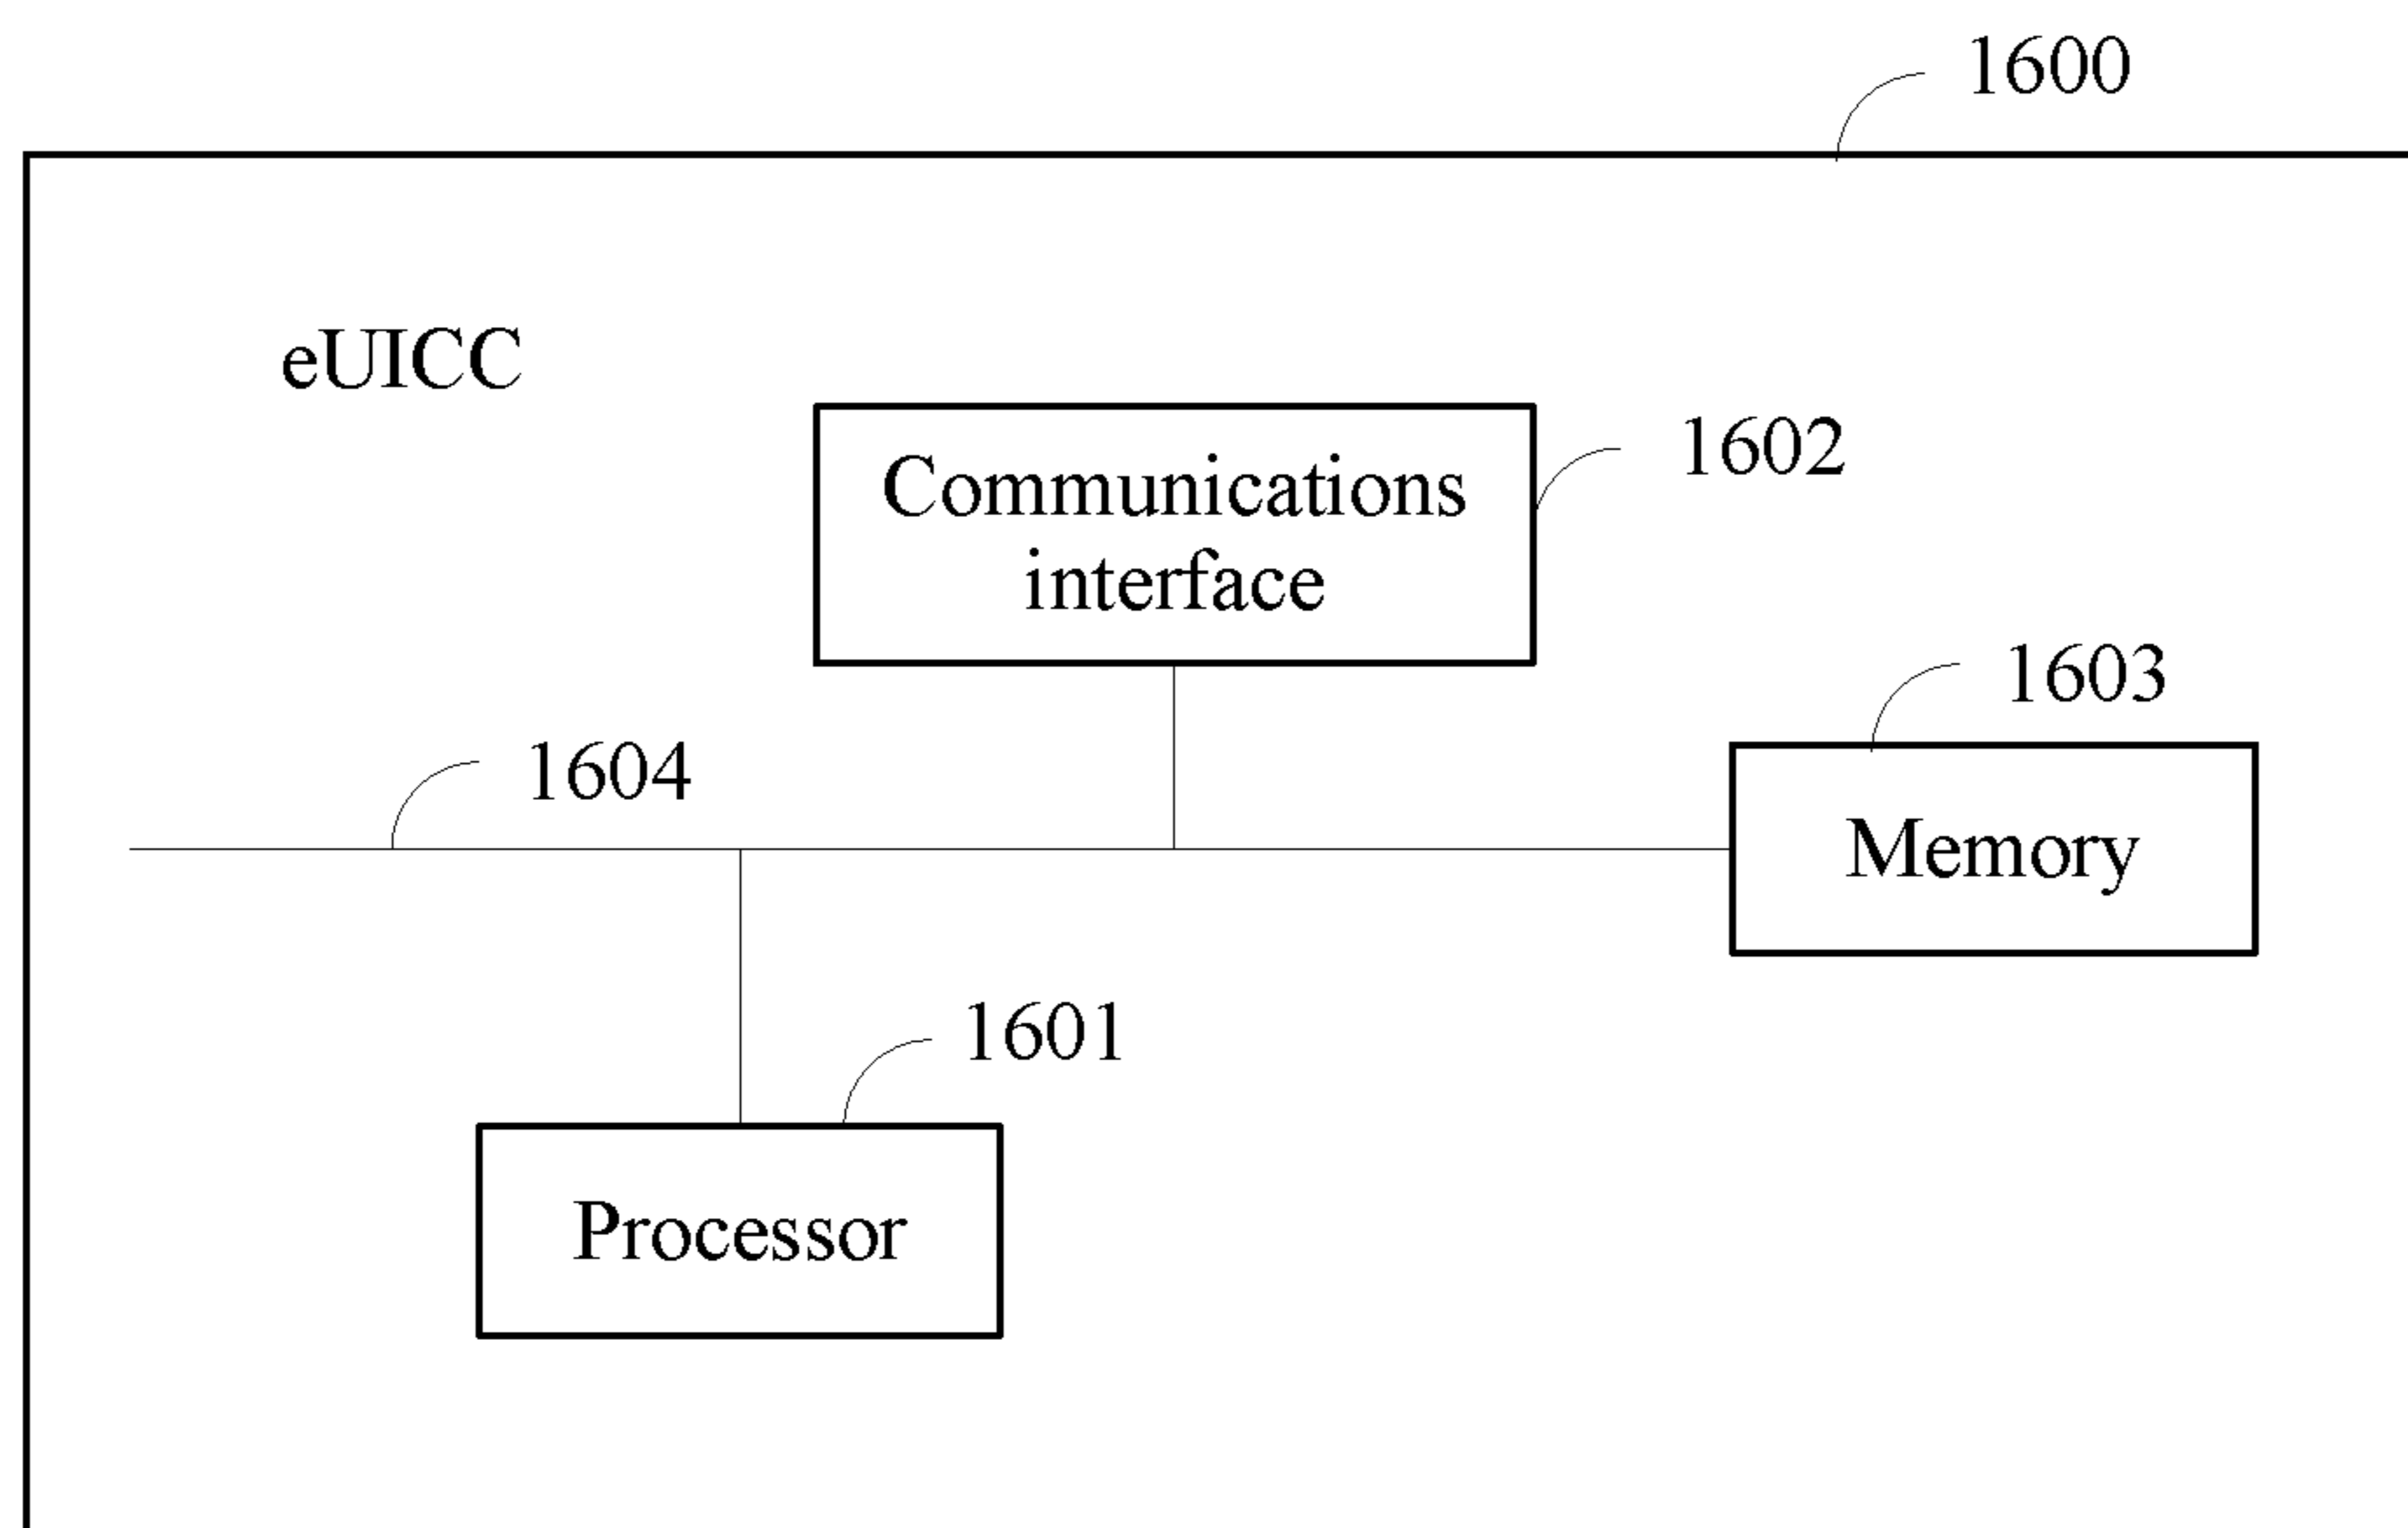 1600
eUICC
Communications
interface
1602
1603
1604
Memory
1601
Processor